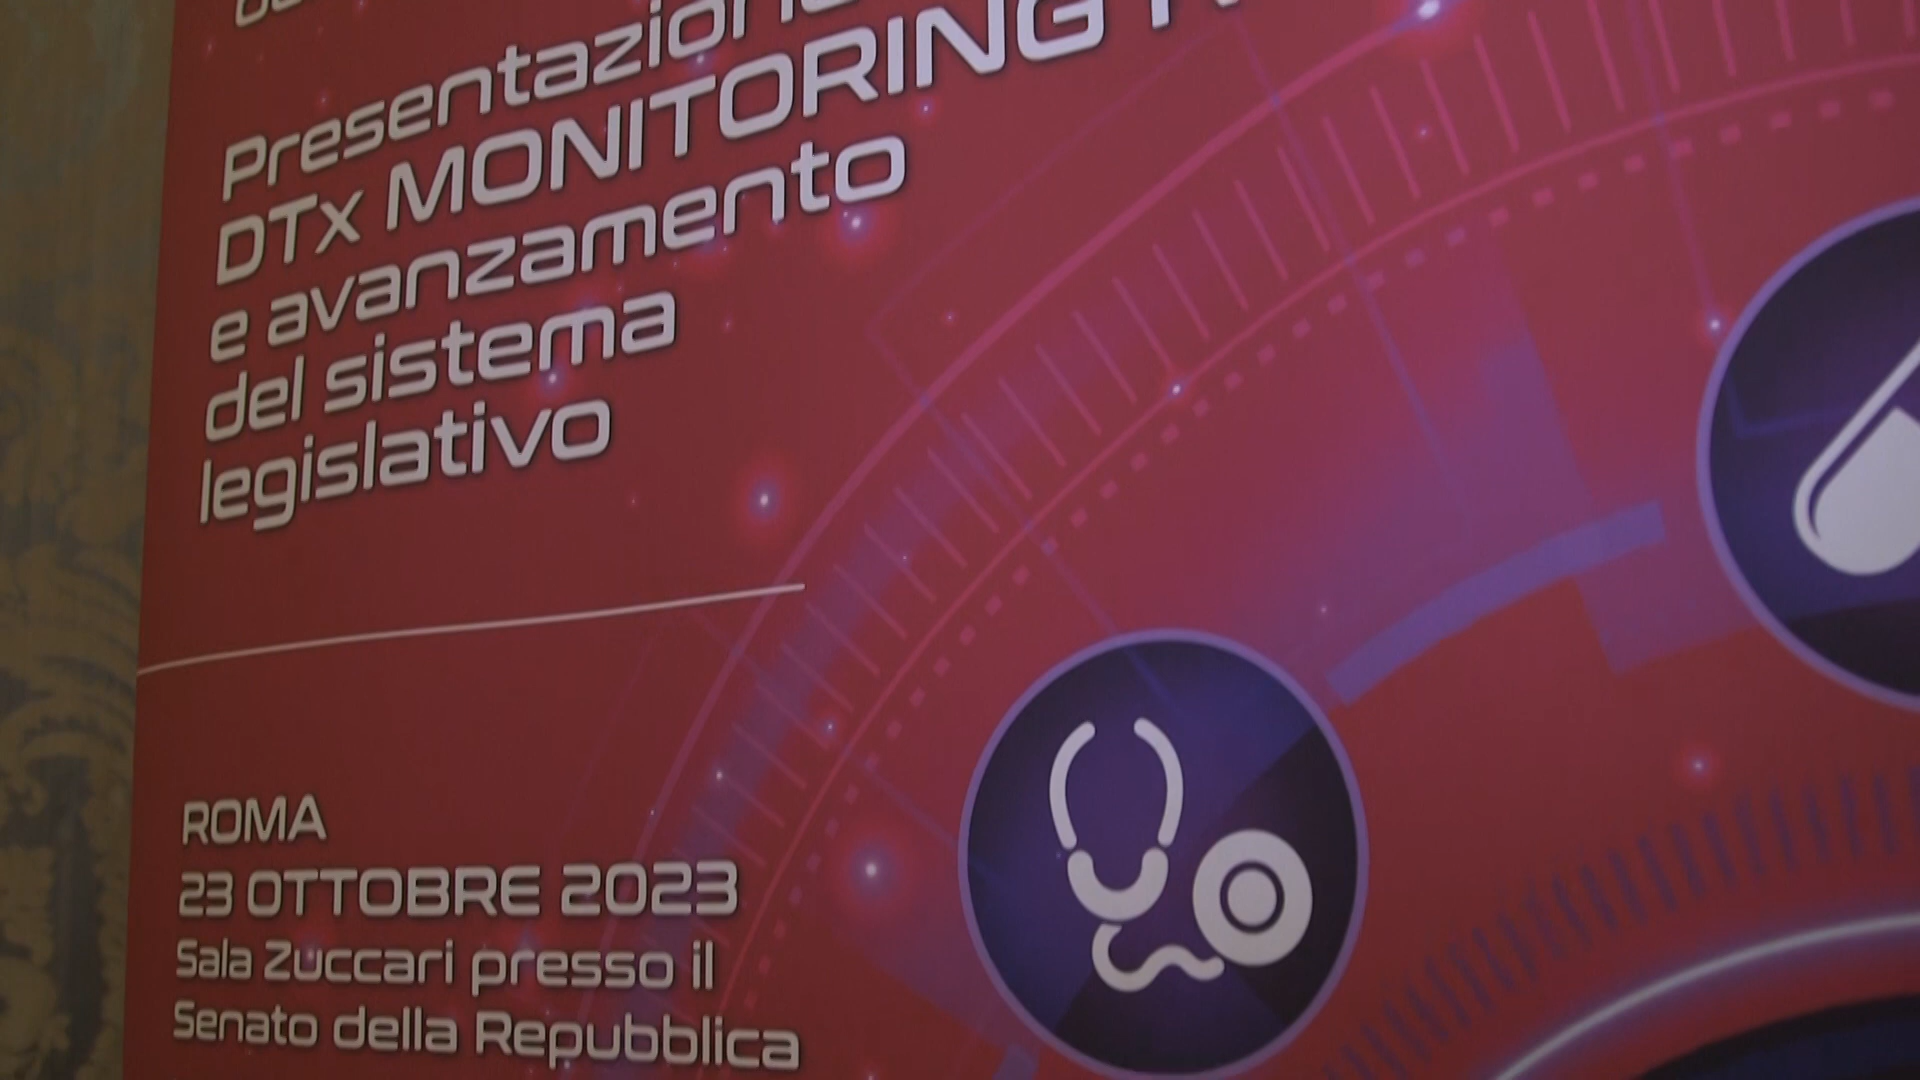 Presentazione
DTx MONITORING
e avanzamento
del sistema
legislativo
ROMA
23 OTTOBRE 2023
Sala Zuccari presso il
Senato della Repubblica